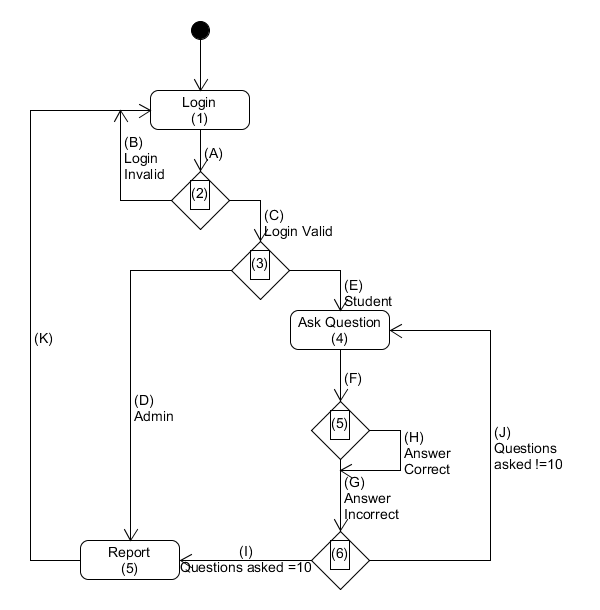 Login
(1)
(A)
(B)
Login
Invalid
(2)
(C)
Login Valid
(3)
(E)
Student
Ask Question
(4)
(K)
(F)
(D)
Admin
(5)
(H)
Answer
Correct
(J)
Questions
asked !=10
(G)
Answer
Incorrect
(6)
(I)
Questions asked =10
Report
(5)